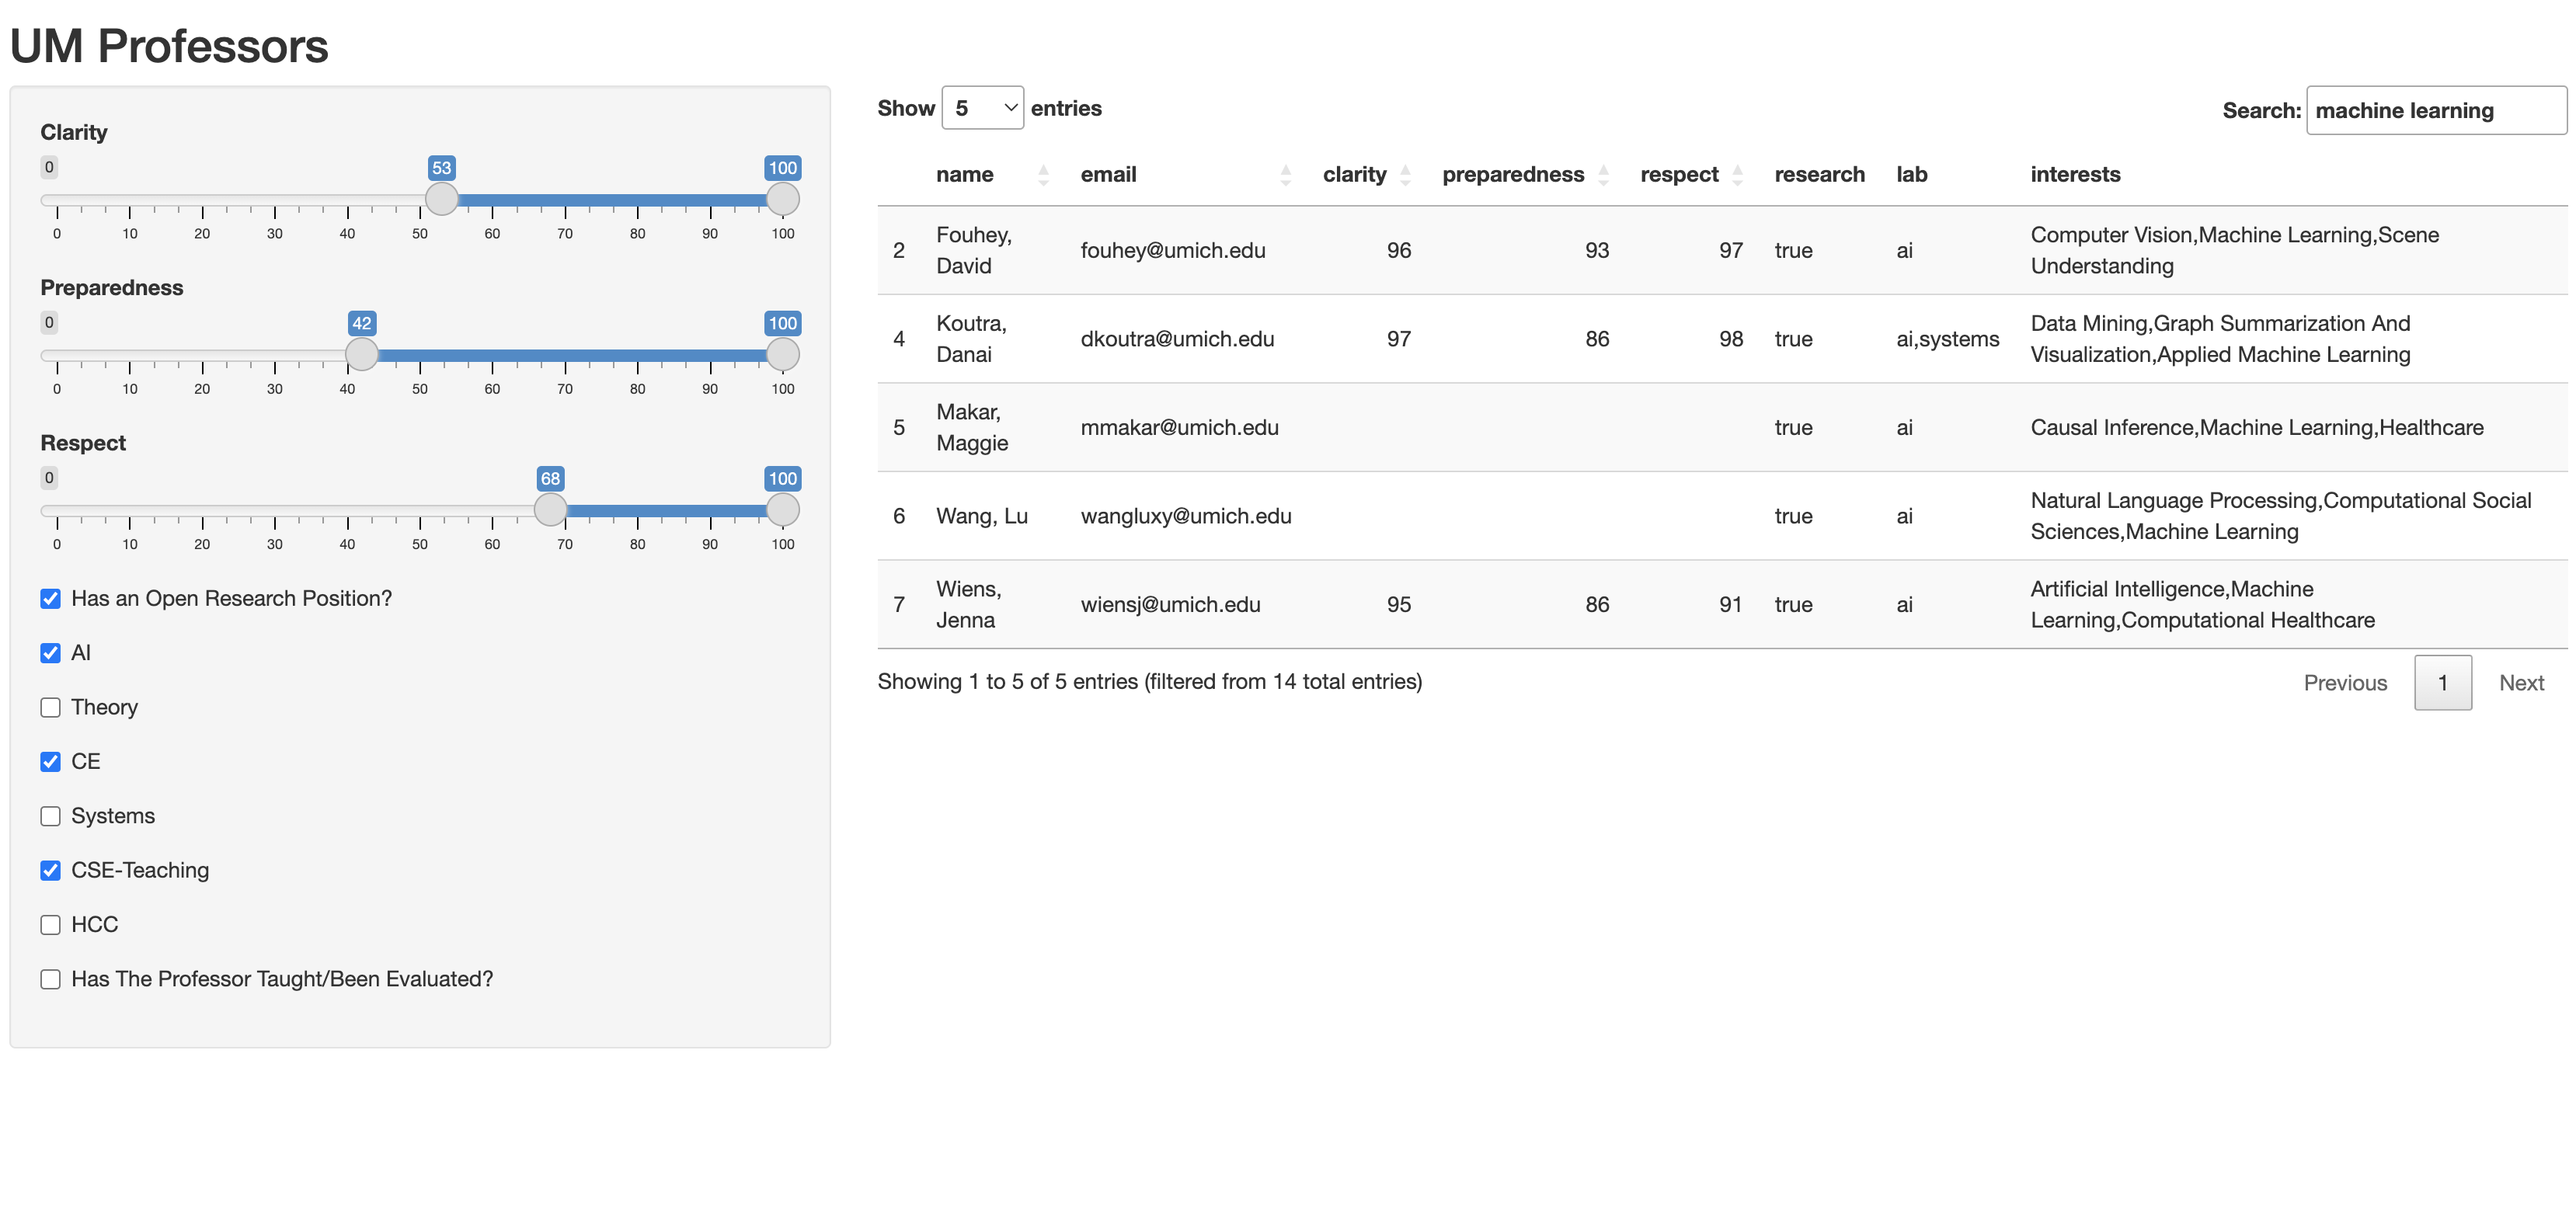 UM Professors
Clarity
0 53 100
0 10 20 30 40 50 60 70 80 90 100
Preparedness
0 42 100
0 10 20 30 40 50 60 70 80 90 100
Respect
0 68 100
0 10 20 30 40 50 60 70 80 90 100
Has an Open Research Position?
AI
Theory
CE
Systems
CSE-Teaching
HCC
Has The Professor Taught/Been Evaluated?
Show 5 entries
Search: machine learning
name email clarity preparedness respect research lab interests
2 Fouhey, David fouhey@umich.edu 96 93 97 true ai Computer Vision,Machine Learning,Scene Understanding
4 Koutra, Danai dkoutra@umich.edu 97 86 98 true ai,systems Data Mining,Graph Summarization And Visualization,Applied Machine Learning
5 Makar, Maggie mmakar@umich.edu true ai Causal Inference,Machine Learning,Healthcare
6 Wang, Lu wangluxy@umich.edu true ai Natural Language Processing,Computational Social Sciences,Machine Learning
7 Wiens, Jenna wiensj@umich.edu 95 86 91 true ai Artificial Intelligence,Machine Learning,Computational Healthcare
Showing 1 to 5 of 5 entries (filtered from 14 total entries)
Previous 1 Next